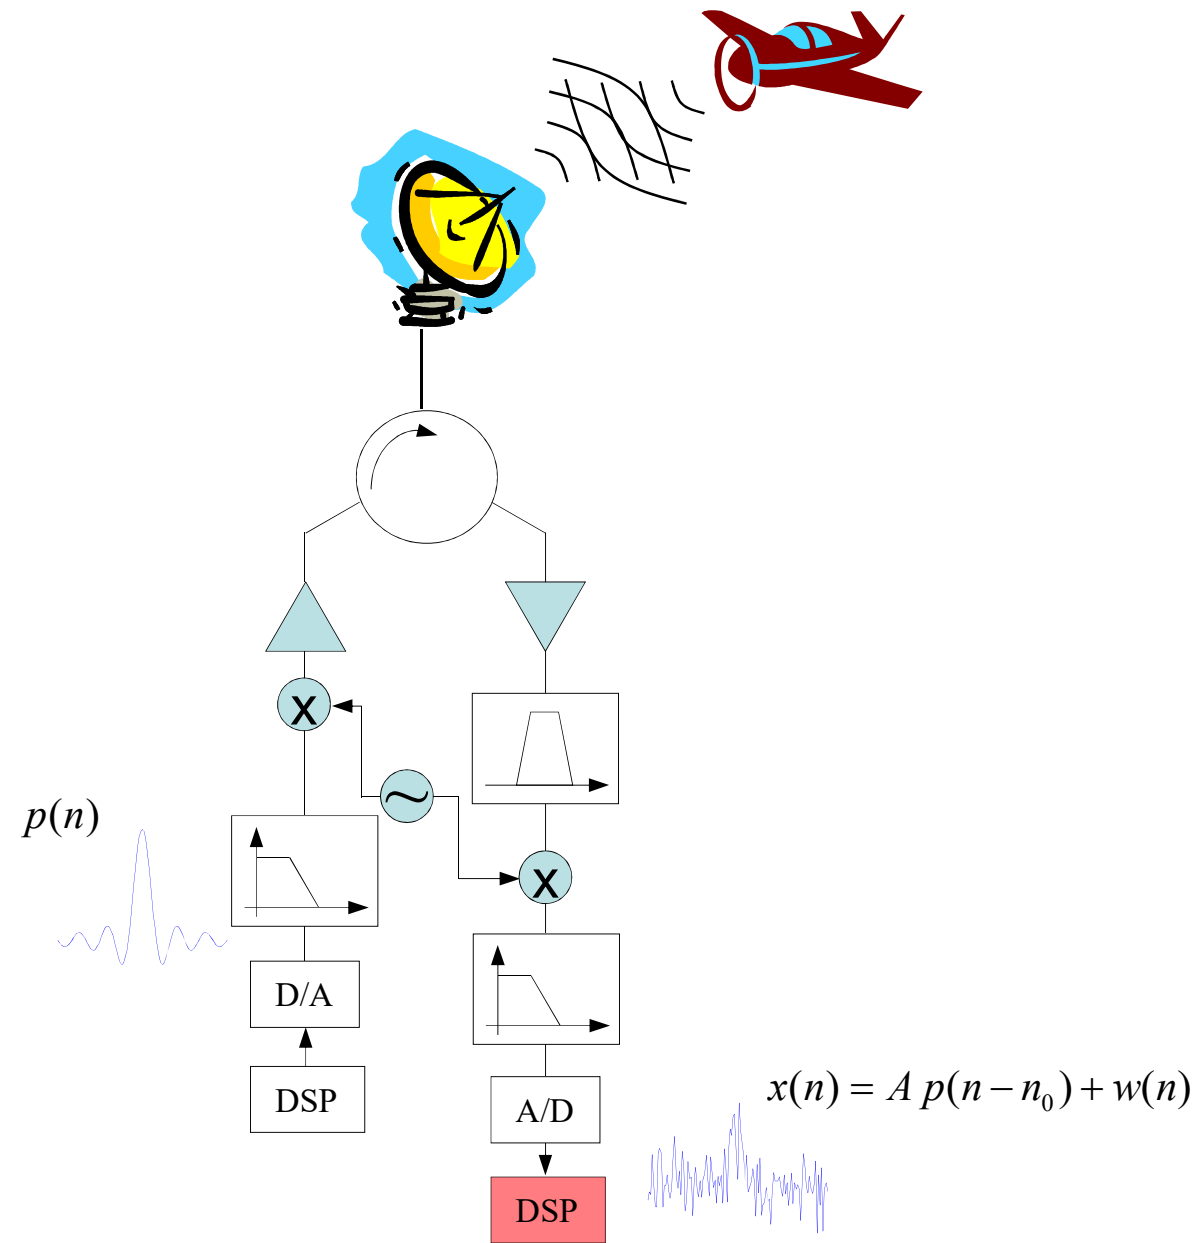 X
~
p(n)
X
D/A
DSP
A/D
x(n) = A p(n − n₀) + w(n)
DSP